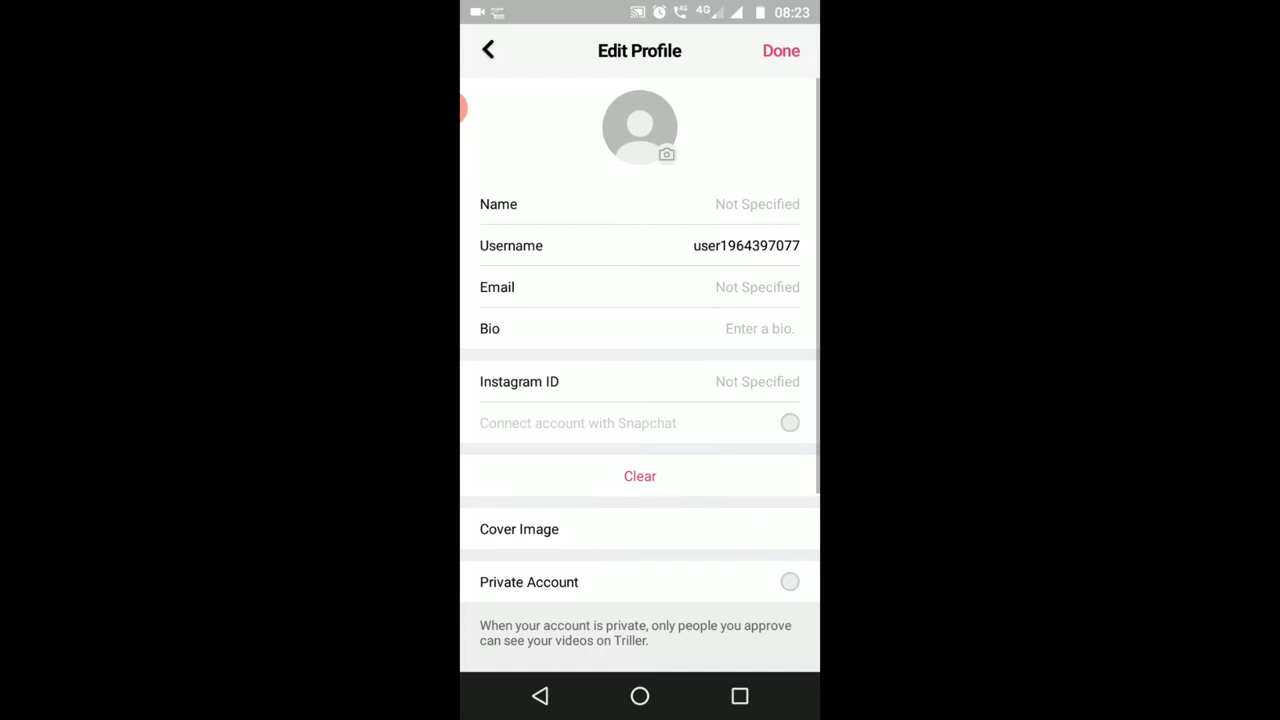 4G 08:23
Edit Profile Done
Name Not Specified
Username user1964397077
Email Not Specified
Bio Enter a bio.
Instagram ID Not Specified
Connect account with Snapchat
Clear
Cover Image
Private Account
When your account is private, only people you approve
can see your videos on Triller.